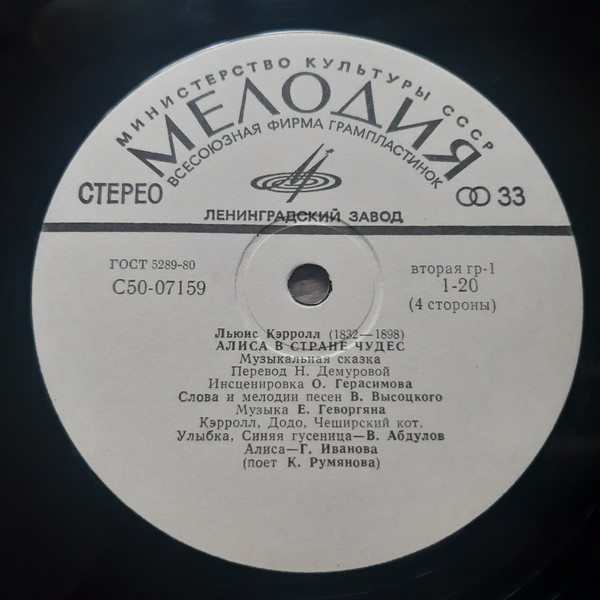 МИНИСТЕРСТВО КУЛЬТУРЫ СССР
МЕЛОДИЯ
ВСЕСОЮЗНАЯ ФИРМА ГРАМПЛАСТИНОК
СТЕРЕО
33
ЛЕНИНГРАДСКИЙ ЗАВОД
ГОСТ 5289-80
С50-07159
вторая гр-1
1-20
(4 стороны)
Льюис Кэрролл (1832—1898)
АЛИСА В СТРАНЕ ЧУДЕС
Музыкальная сказка
Перевод Н. Демуровой
Инсценировка О. Герасимова
Слова и мелодии песен В. Высоцкого
Музыка Е. Геворгяна
Кэрролл, Додо, Чеширский кот,
Улыбка, Синяя гусеница—В. Абдулов
Алиса—Г. Иванова
(поет К. Румянова)